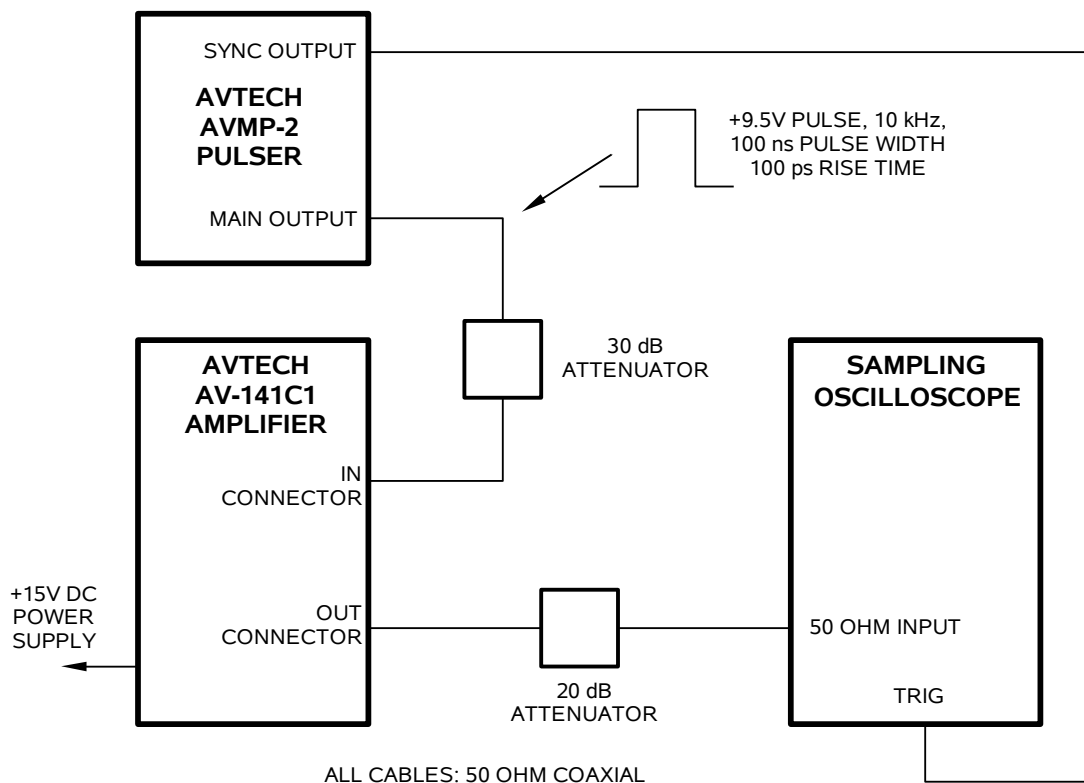 SYNC OUTPUT
AVTECH
AVMP-2
PULSER
MAIN OUTPUT
+9.5V PULSE, 10 kHz,
100 ns PULSE WIDTH
100 ps RISE TIME
30 dB
ATTENUATOR
AVTECH
AV-141C1
AMPLIFIER
IN
CONNECTOR
OUT
CONNECTOR
+15V DC
POWER
SUPPLY
20 dB
ATTENUATOR
SAMPLING
OSCILLOSCOPE
50 OHM INPUT
TRIG
ALL CABLES: 50 OHM COAXIAL